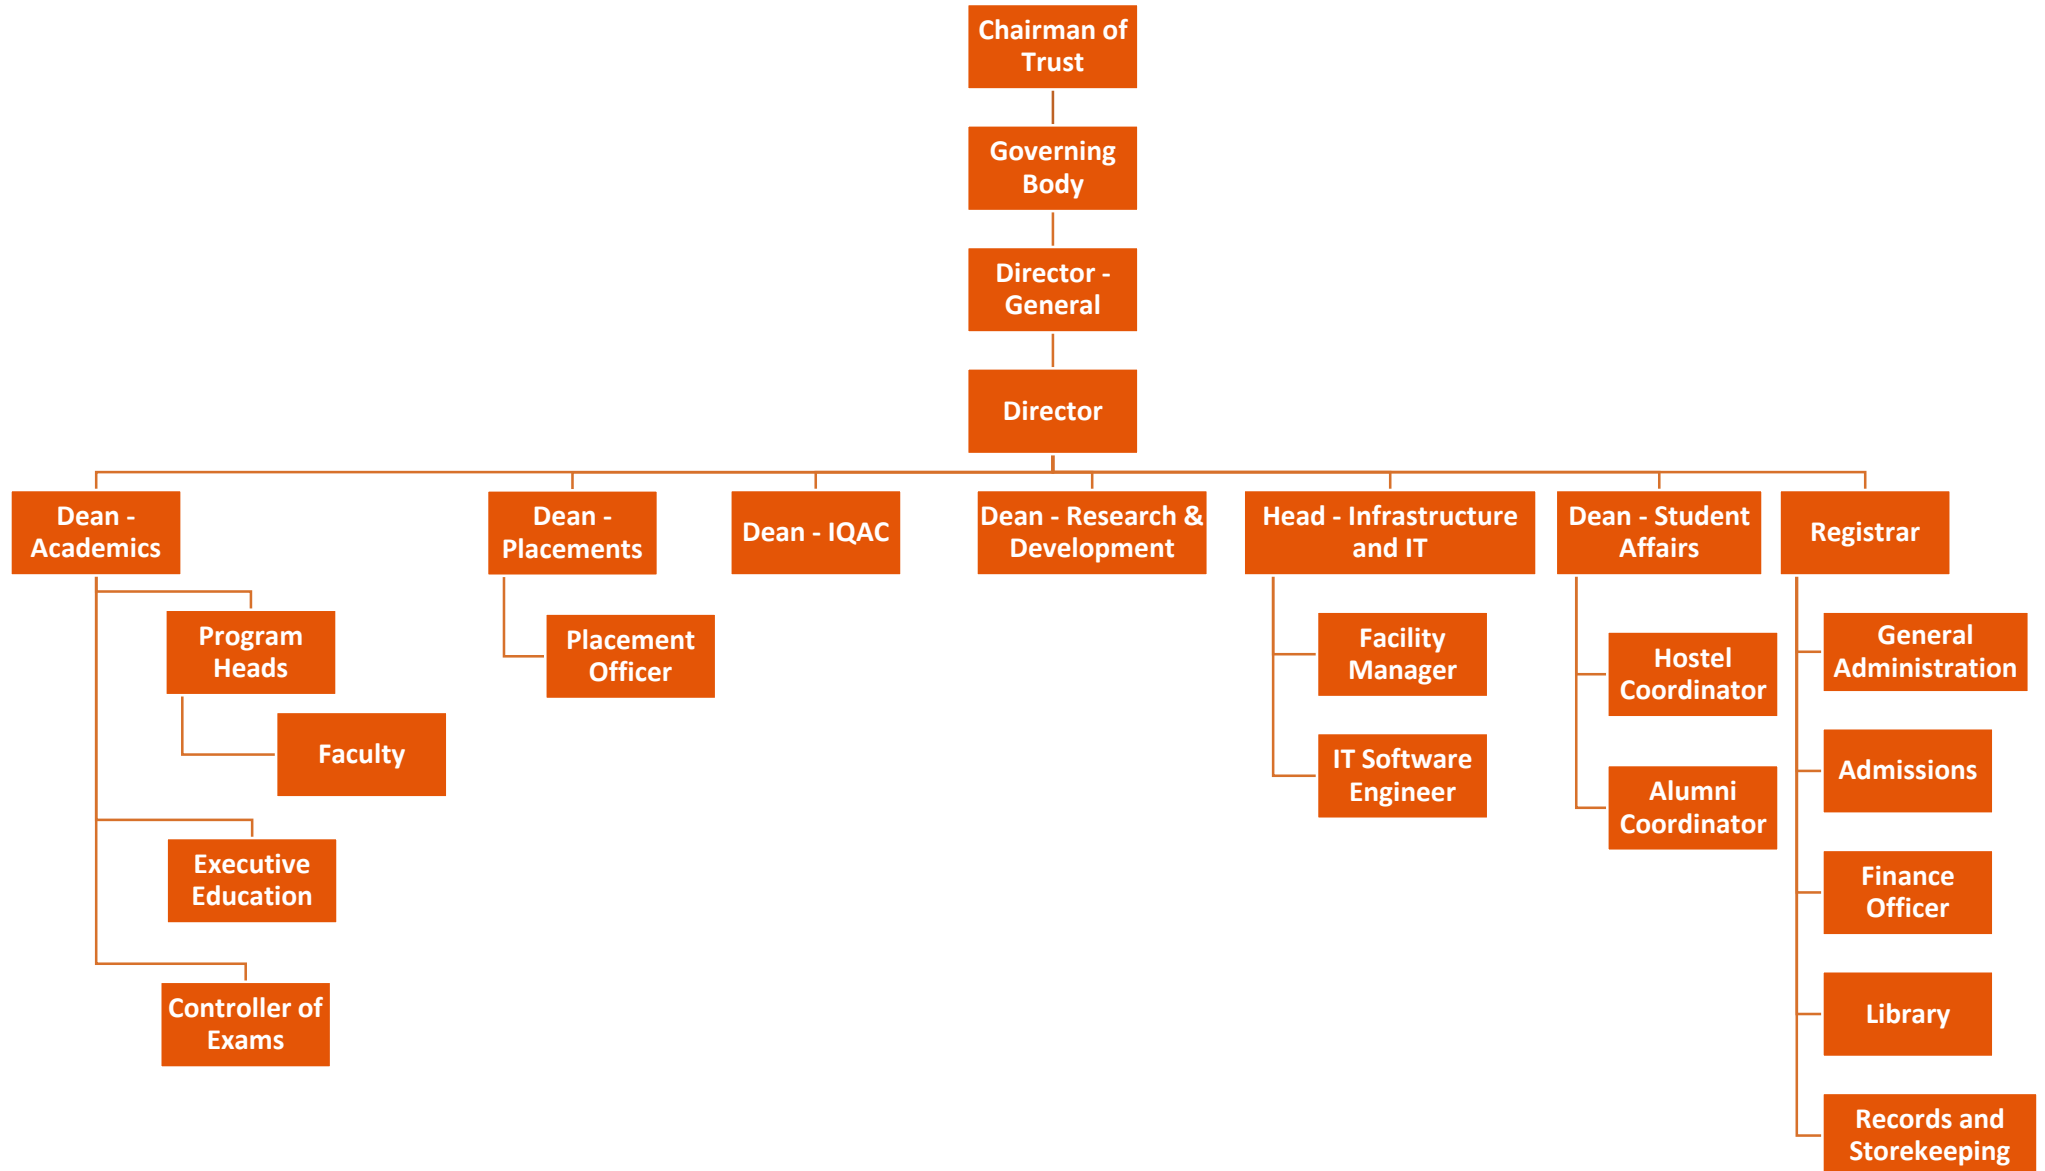 Chairman of
Trust
Governing
Body
Director -
General
Director
Dean -
Academics
Dean -
Placements
Dean - IQAC
Dean - Research &
Development
Head - Infrastructure
and IT
Dean - Student
Affairs
Registrar
Program
Heads
Faculty
Executive
Education
Controller of
Exams
Placement
Officer
Facility
Manager
IT Software
Engineer
Hostel
Coordinator
Alumni
Coordinator
General
Administration
Admissions
Finance
Officer
Library
Records and
Storekeeping